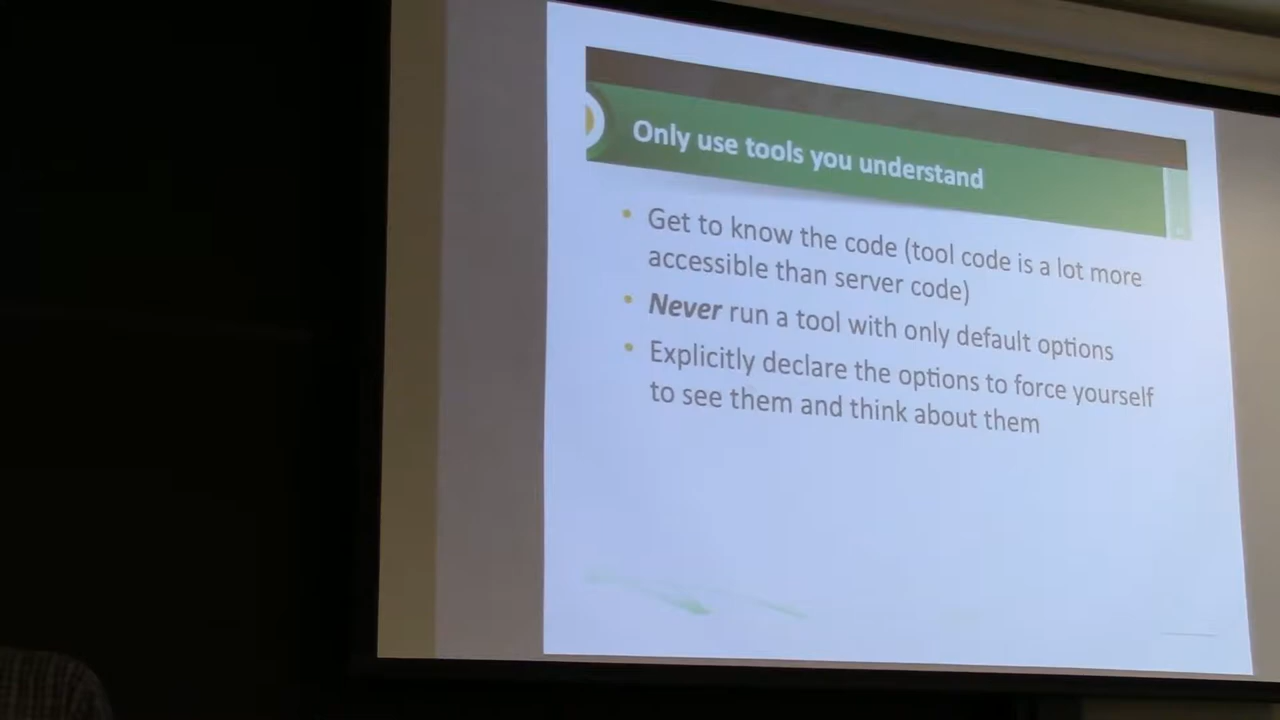 Only use tools you understand
• Get to know the code (tool code is a lot more
accessible than server code)
• Never run a tool with only default options
• Explicitly declare the options to force yourself
to see them and think about them